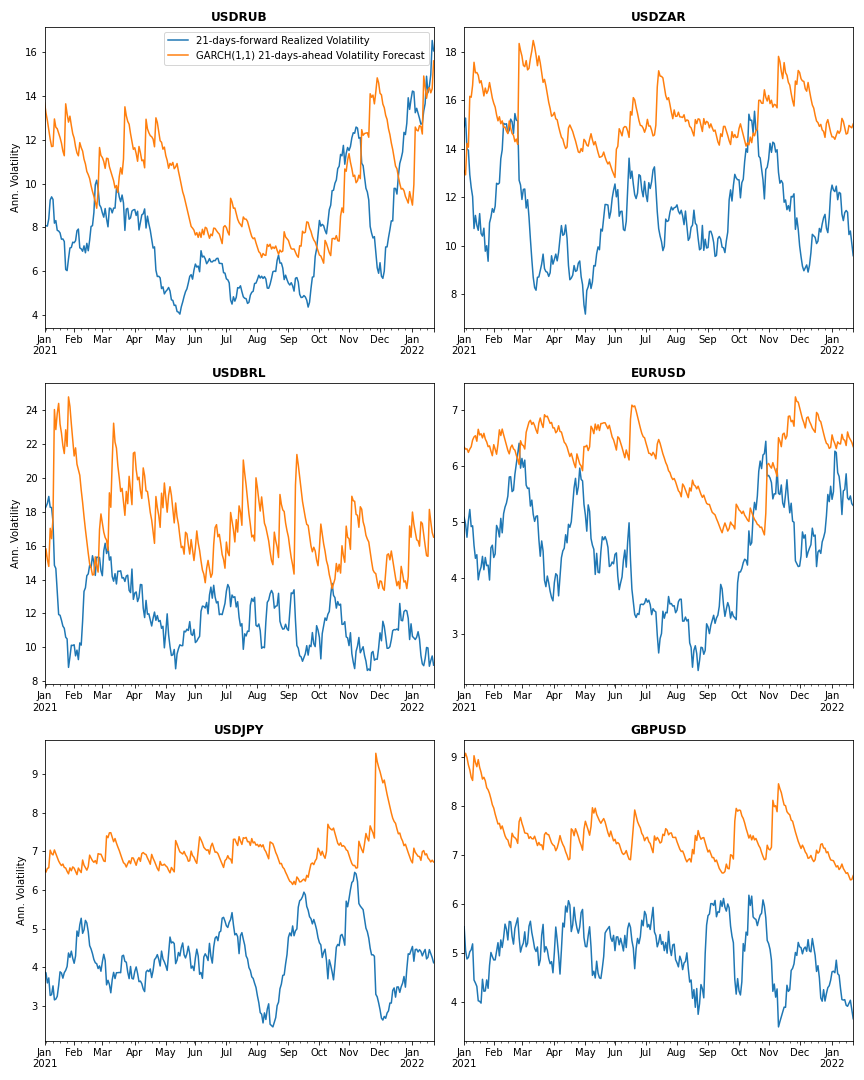 USDRUB
21-days-forward Realized Volatility
GARCH(1,1) 21-days-ahead Volatility Forecast
Ann. Volatility
16
14
12
10
8
6
4
Jan Feb Mar Apr May Jun Jul Aug Sep Oct Nov Dec Jan
2021 2022
USDZAR
18
16
14
12
10
8
Jan Feb Mar Apr May Jun Jul Aug Sep Oct Nov Dec Jan
2021 2022
USDBRL
Ann. Volatility
24
22
20
18
16
14
12
10
8
Jan Feb Mar Apr May Jun Jul Aug Sep Oct Nov Dec Jan
2021 2022
EURUSD
7
6
5
4
3
Jan Feb Mar Apr May Jun Jul Aug Sep Oct Nov Dec Jan
2021 2022
USDJPY
Ann. Volatility
9
8
7
6
5
4
3
Jan Feb Mar Apr May Jun Jul Aug Sep Oct Nov Dec Jan
2021 2022
GBPUSD
9
8
7
6
5
4
Jan Feb Mar Apr May Jun Jul Aug Sep Oct Nov Dec Jan
2021 2022